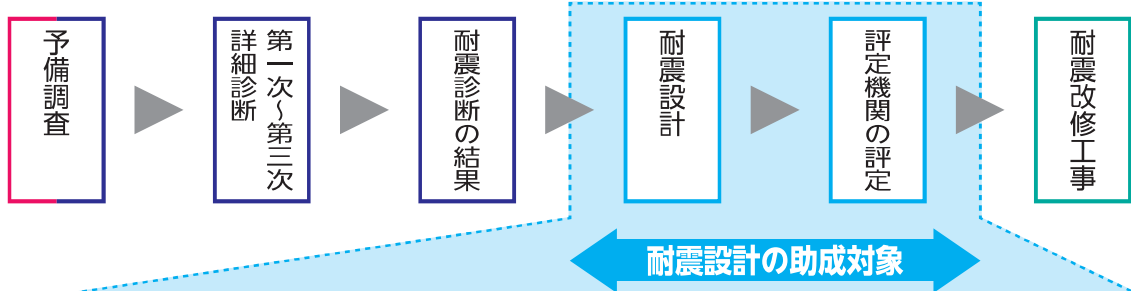 予備調査
第一次～第三次
詳細診断
耐震診断の結果
耐震設計
評定機関の評定
耐震改修工事
耐震設計の助成対象